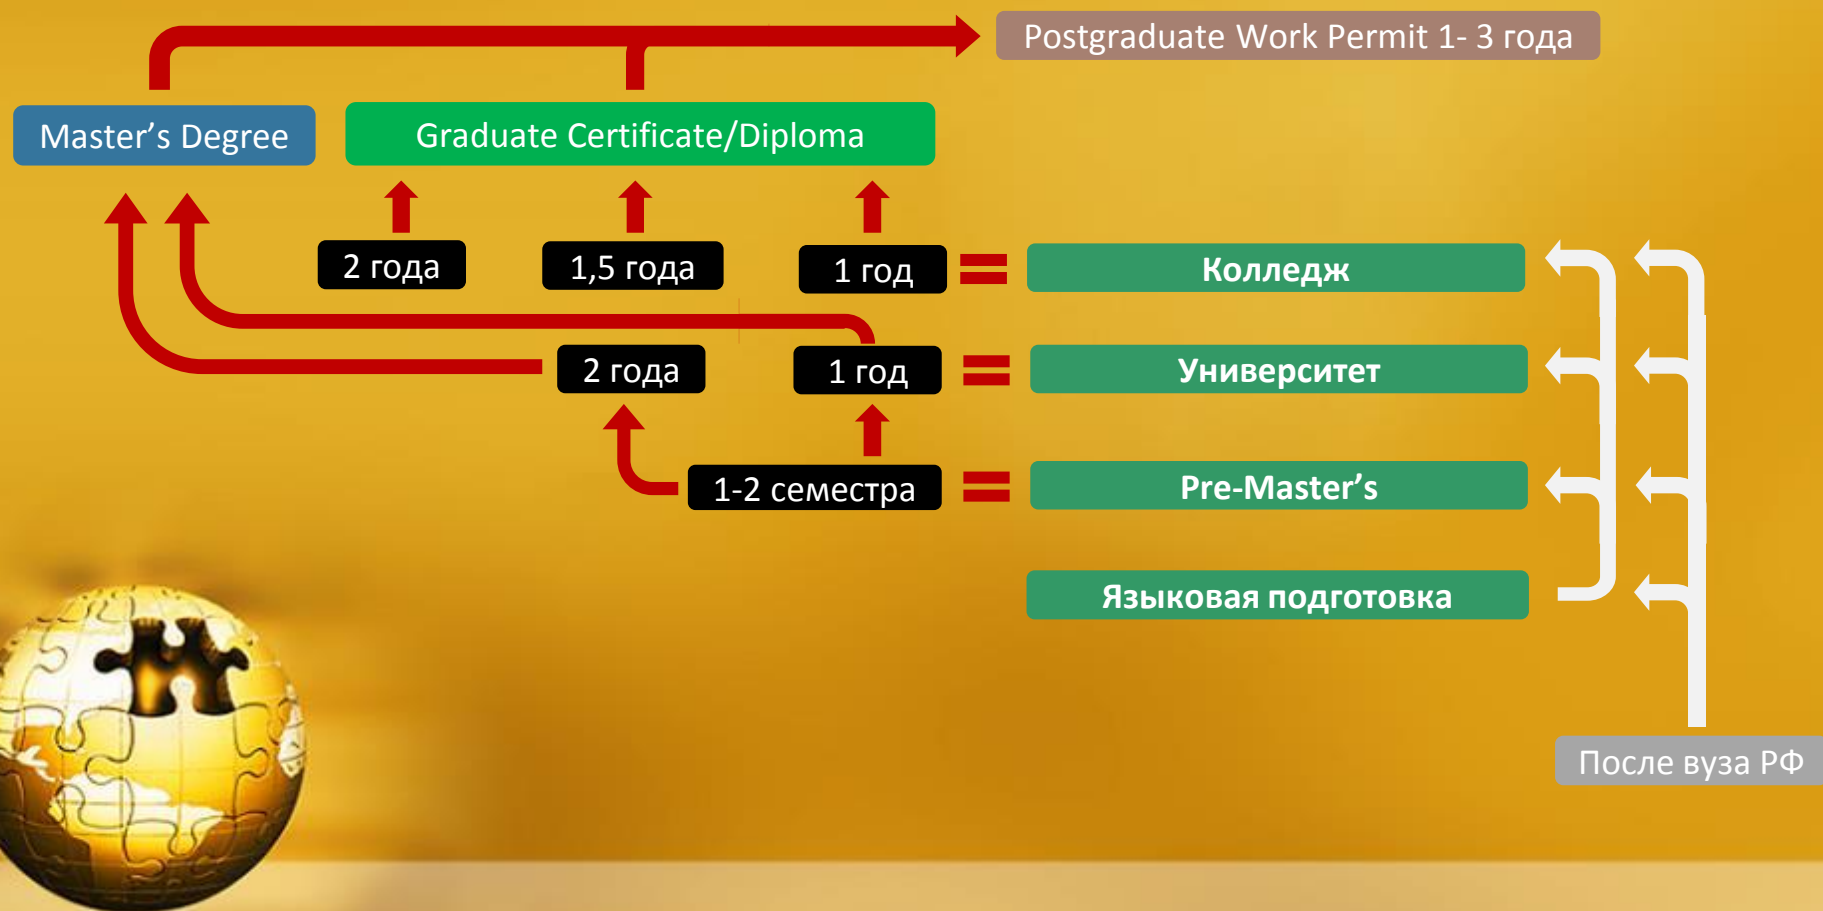 Postgraduate Work Permit 1- 3 года
Master’s Degree
Graduate Certificate/Diploma
2 года
1,5 года
1 год
Колледж
2 года
1 год
Университет
1-2 семестра
Pre-Master’s
Языковая подготовка
После вуза РФ